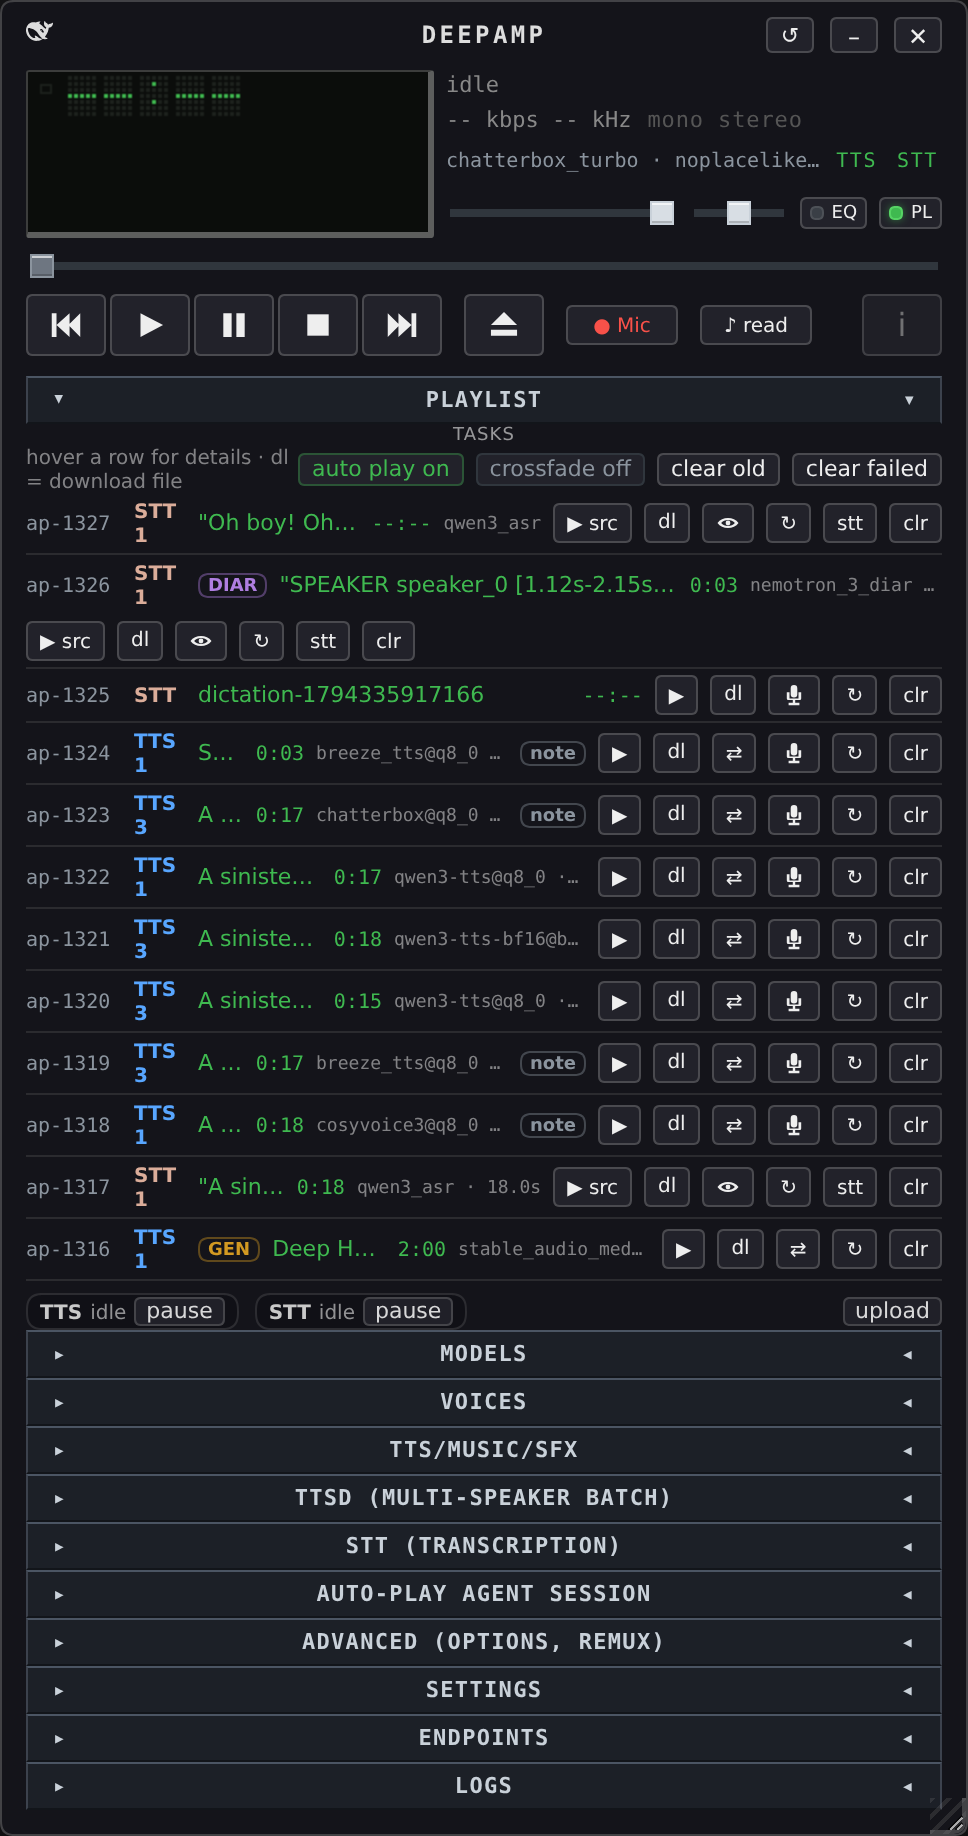 DEEPAMP ↺ – ✕
--:--
idle
-- kbps -- kHz mono stereo
chatterbox_turbo · noplacelike… TTS STT
EQ PL
● Mic ♪ read i
▼ PLAYLIST ▼
TASKS
hover a row for details · dl = download file auto play on crossfade off clear old clear failed
ap-1327 STT 1 "Oh boy! Oh… --:-- qwen3_asr ▶ src dl ↻ stt clr
ap-1326 STT 1 DIAR "SPEAKER speaker_0 [1.12s-2.15s… 0:03 nemotron_3_diar …
▶ src dl ↻ stt clr
ap-1325 STT dictation-1794335917166 --:-- ▶ dl ↻ clr
ap-1324 TTS 1 S… 0:03 breeze_tts@q8_0 … note ▶ dl ⇄ ↻ clr
ap-1323 TTS 3 A … 0:17 chatterbox@q8_0 … note ▶ dl ⇄ ↻ clr
ap-1322 TTS 1 A siniste… 0:17 qwen3-tts@q8_0 ·… ▶ dl ⇄ ↻ clr
ap-1321 TTS 3 A siniste… 0:18 qwen3-tts-bf16@b… ▶ dl ⇄ ↻ clr
ap-1320 TTS 3 A siniste… 0:15 qwen3-tts@q8_0 ·… ▶ dl ⇄ ↻ clr
ap-1319 TTS 3 A … 0:17 breeze_tts@q8_0 … note ▶ dl ⇄ ↻ clr
ap-1318 TTS 1 A … 0:18 cosyvoice3@q8_0 … note ▶ dl ⇄ ↻ clr
ap-1317 STT 1 "A sin… 0:18 qwen3_asr · 18.0s ▶ src dl ↻ stt clr
ap-1316 TTS 1 GEN Deep H… 2:00 stable_audio_med… ▶ dl ⇄ ↻ clr
TTS idle pause STT idle pause upload
▶ MODELS ◀
▶ VOICES ◀
▶ TTS/MUSIC/SFX ◀
▶ TTSD (MULTI-SPEAKER BATCH) ◀
▶ STT (TRANSCRIPTION) ◀
▶ AUTO-PLAY AGENT SESSION ◀
▶ ADVANCED (OPTIONS, REMUX) ◀
▶ SETTINGS ◀
▶ ENDPOINTS ◀
▶ LOGS ◀